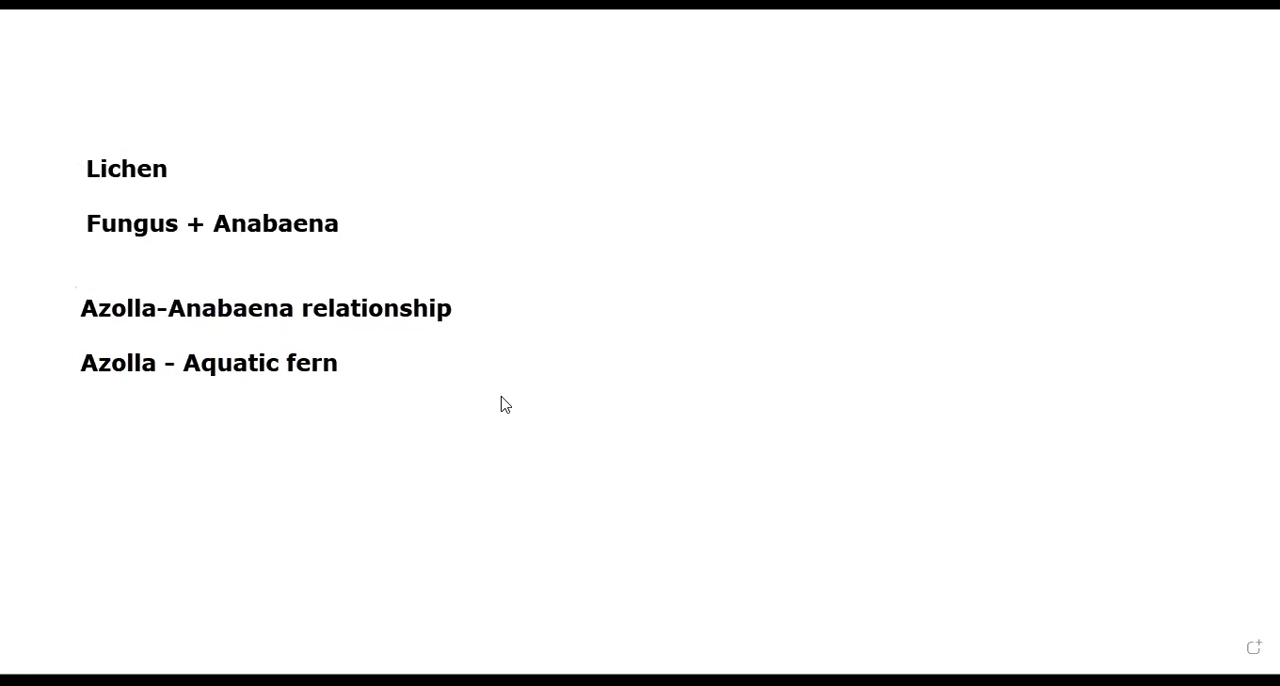 Lichen
Fungus + Anabaena
Azolla-Anabaena relationship
Azolla - Aquatic fern